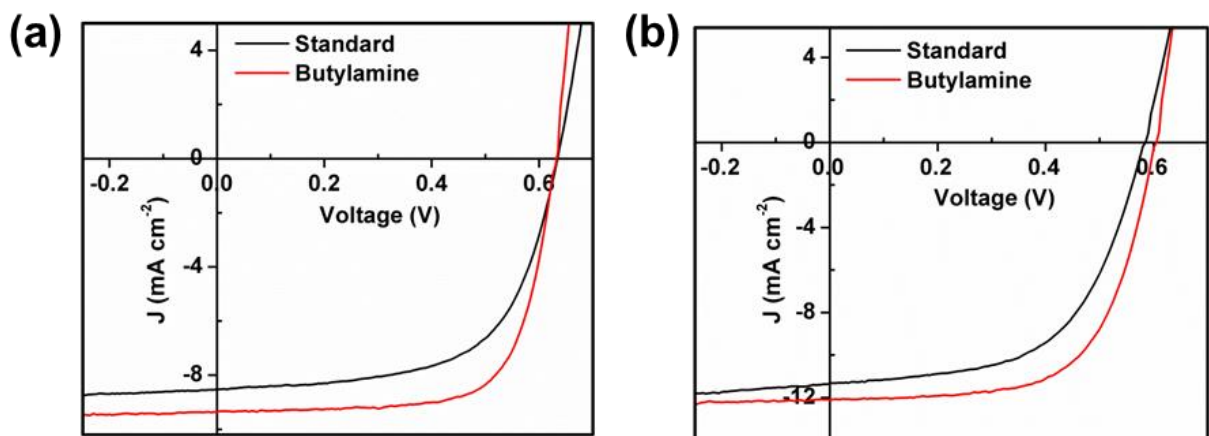 (a)
Standard
Butylamine
4
0
-4
-8
-0.2
0.0
0.2
0.4
0.6
Voltage (V)
J (mA cm-2)
(b)
Standard
Butylamine
4
0
-4
-8
-12
-0.2
0.0
0.2
0.4
0.6
Voltage (V)
J (mA cm-2)